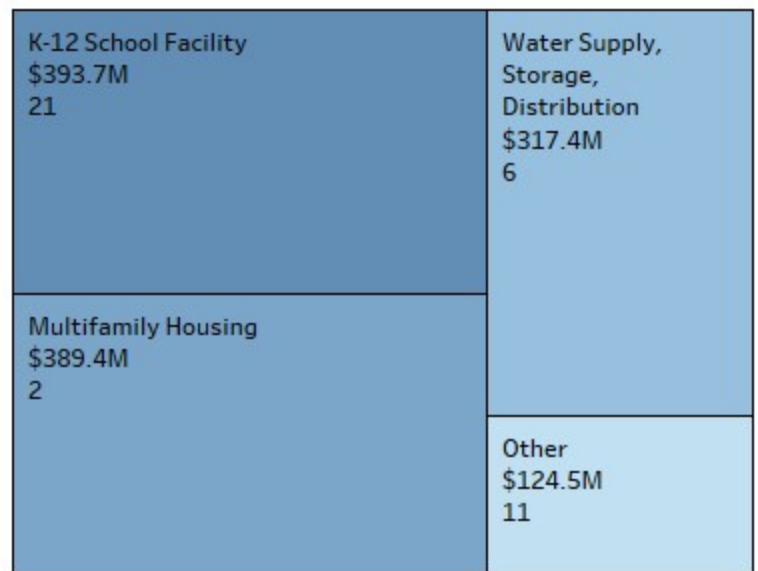 K-12 School Facility
$393.7M
21
Water Supply,
Storage,
Distribution
$317.4M
6
Multifamily Housing
$389.4M
2
Other
$124.5M
11